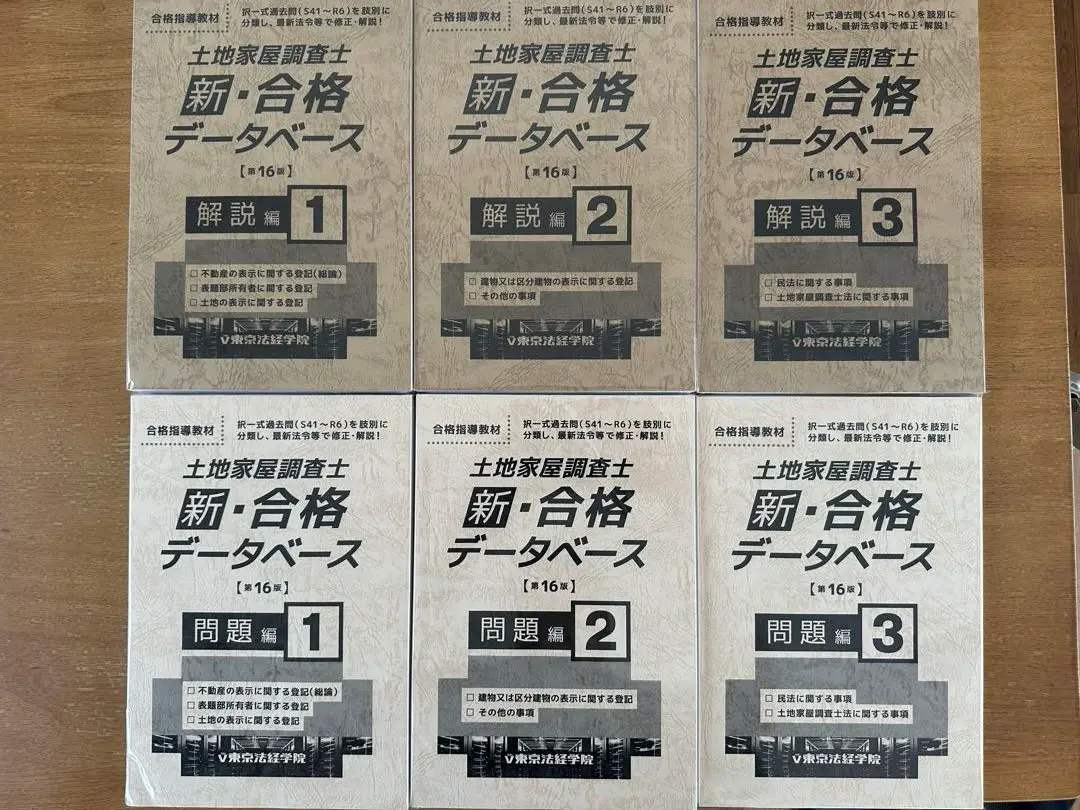 合格指導教材
択一式過去問(S41〜R6)を肢別に
分類し、最新法令等で修正・解説!
土地家屋調査士
新・合格
データベース
【第16版】
解説編 1
□ 不動産の表示に関する登記(総論)
□ 表題部所有者に関する登記
□ 土地の表示に関する登記
V東京法経学院
合格指導教材
択一式過去問(S41〜R6)を肢別に
分類し、最新法令等で修正・解説!
土地家屋調査士
新・合格
データベース
【第16版】
解説編 2
□ 建物又は区分建物の表示に関する登記
□ その他の事項
V東京法経学院
合格指導教材
択一式過去問(S41〜R6)を肢別に
分類し、最新法令等で修正・解説!
土地家屋調査士
新・合格
データベース
【第16版】
解説編 3
□ 民法に関する事項
□ 土地家屋調査士法に関する事項
V東京法経学院
合格指導教材
択一式過去問(S41〜R6)を肢別に
分類し、最新法令等で修正・解説!
土地家屋調査士
新・合格
データベース
【第16版】
問題編 1
□ 不動産の表示に関する登記(総論)
□ 表題部所有者に関する登記
□ 土地の表示に関する登記
V東京法経学院
合格指導教材
択一式過去問(S41〜R6)を肢別に
分類し、最新法令等で修正・解説!
土地家屋調査士
新・合格
データベース
【第16版】
問題編 2
□ 建物又は区分建物の表示に関する登記
□ その他の事項
V東京法経学院
合格指導教材
択一式過去問(S41〜R6)を肢別に
分類し、最新法令等で修正・解説!
土地家屋調査士
新・合格
データベース
【第16版】
問題編 3
□ 民法に関する事項
□ 土地家屋調査士法に関する事項
V東京法経学院